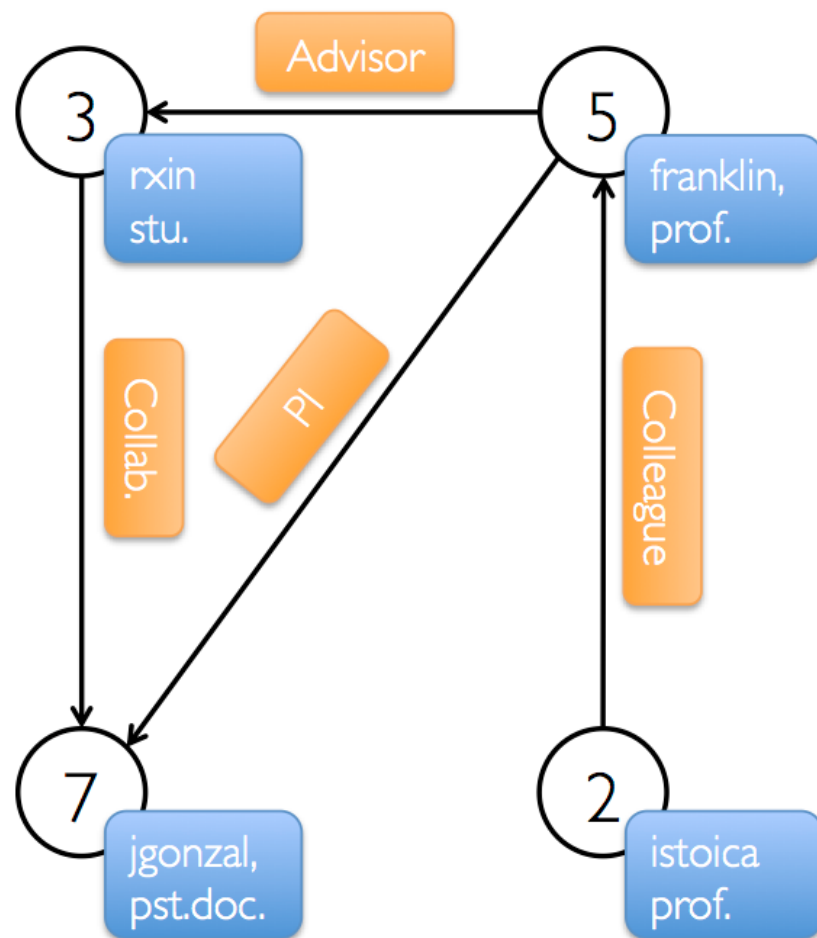 Advisor
3
5
rxin
stu.
franklin,
prof.
Collab.
PI
Colleague
7
2
jgonzal,
pst.doc.
istoica
prof.